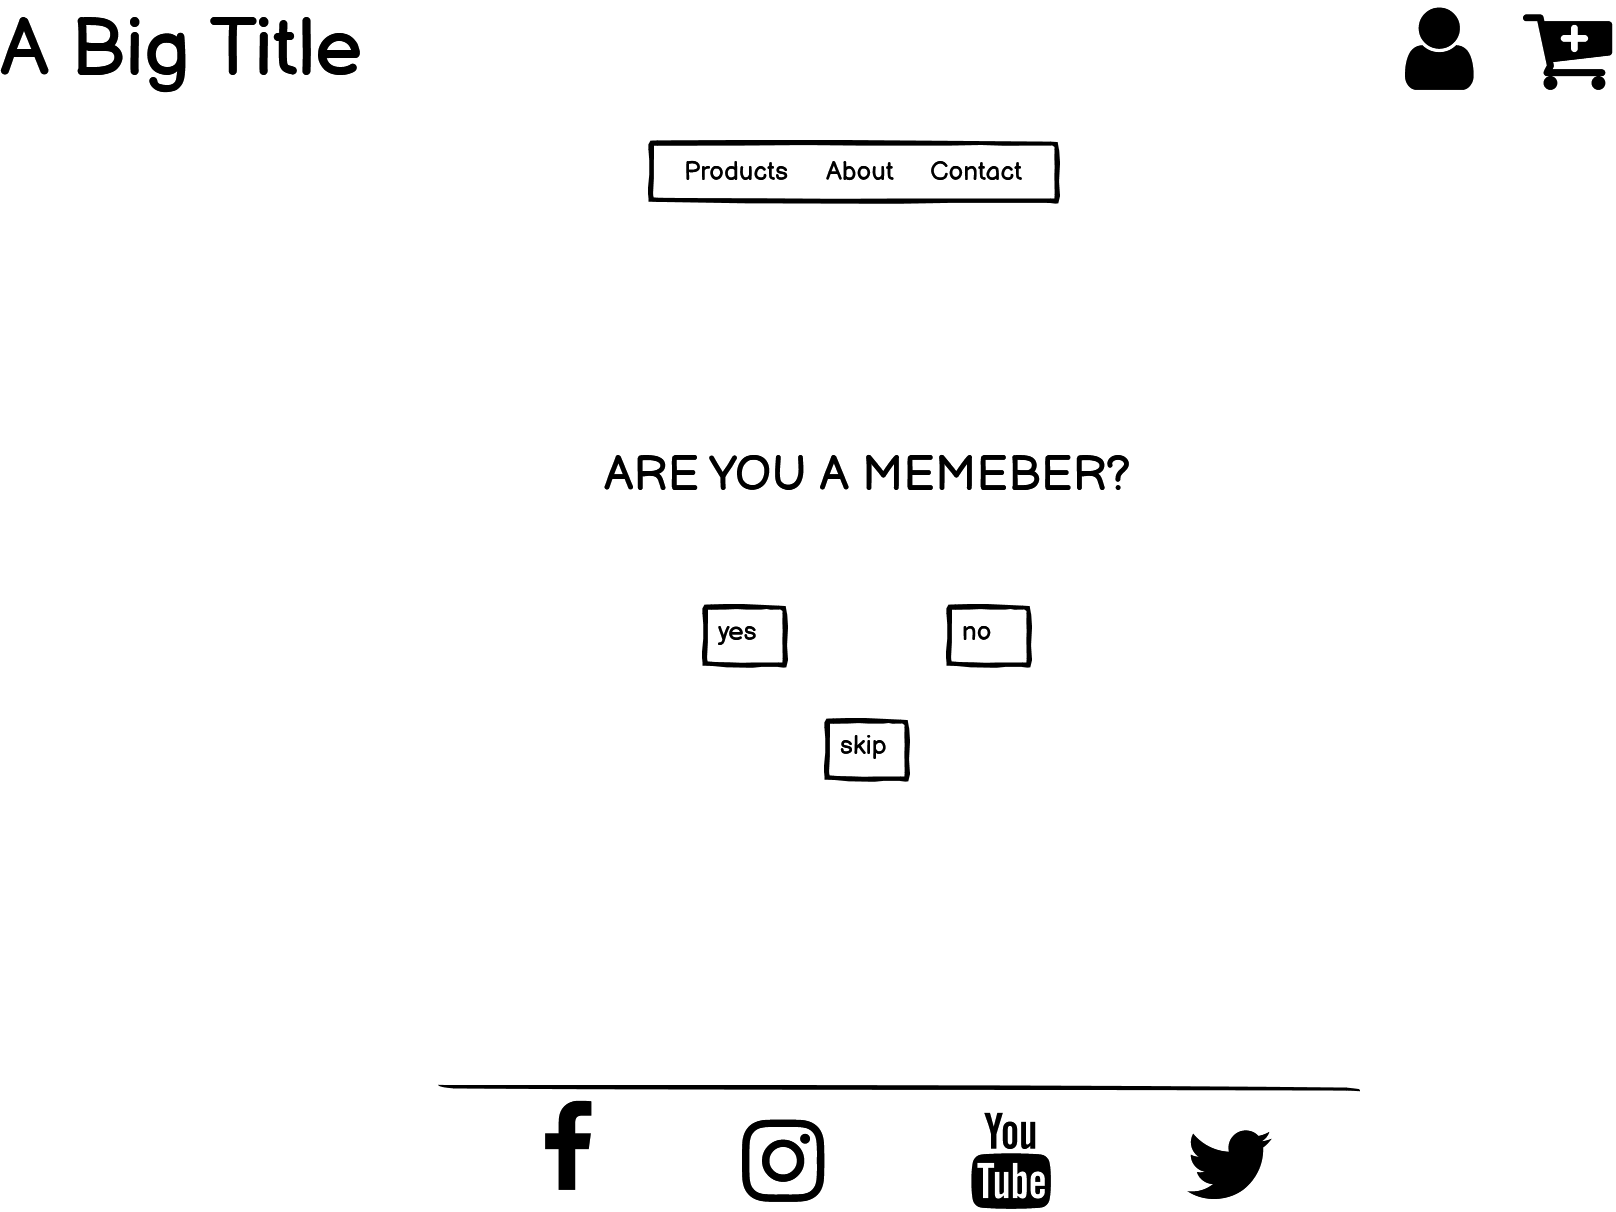 A Big Title
Products About Contact
ARE YOU A MEMEBER?
yes no
skip
You
Tube